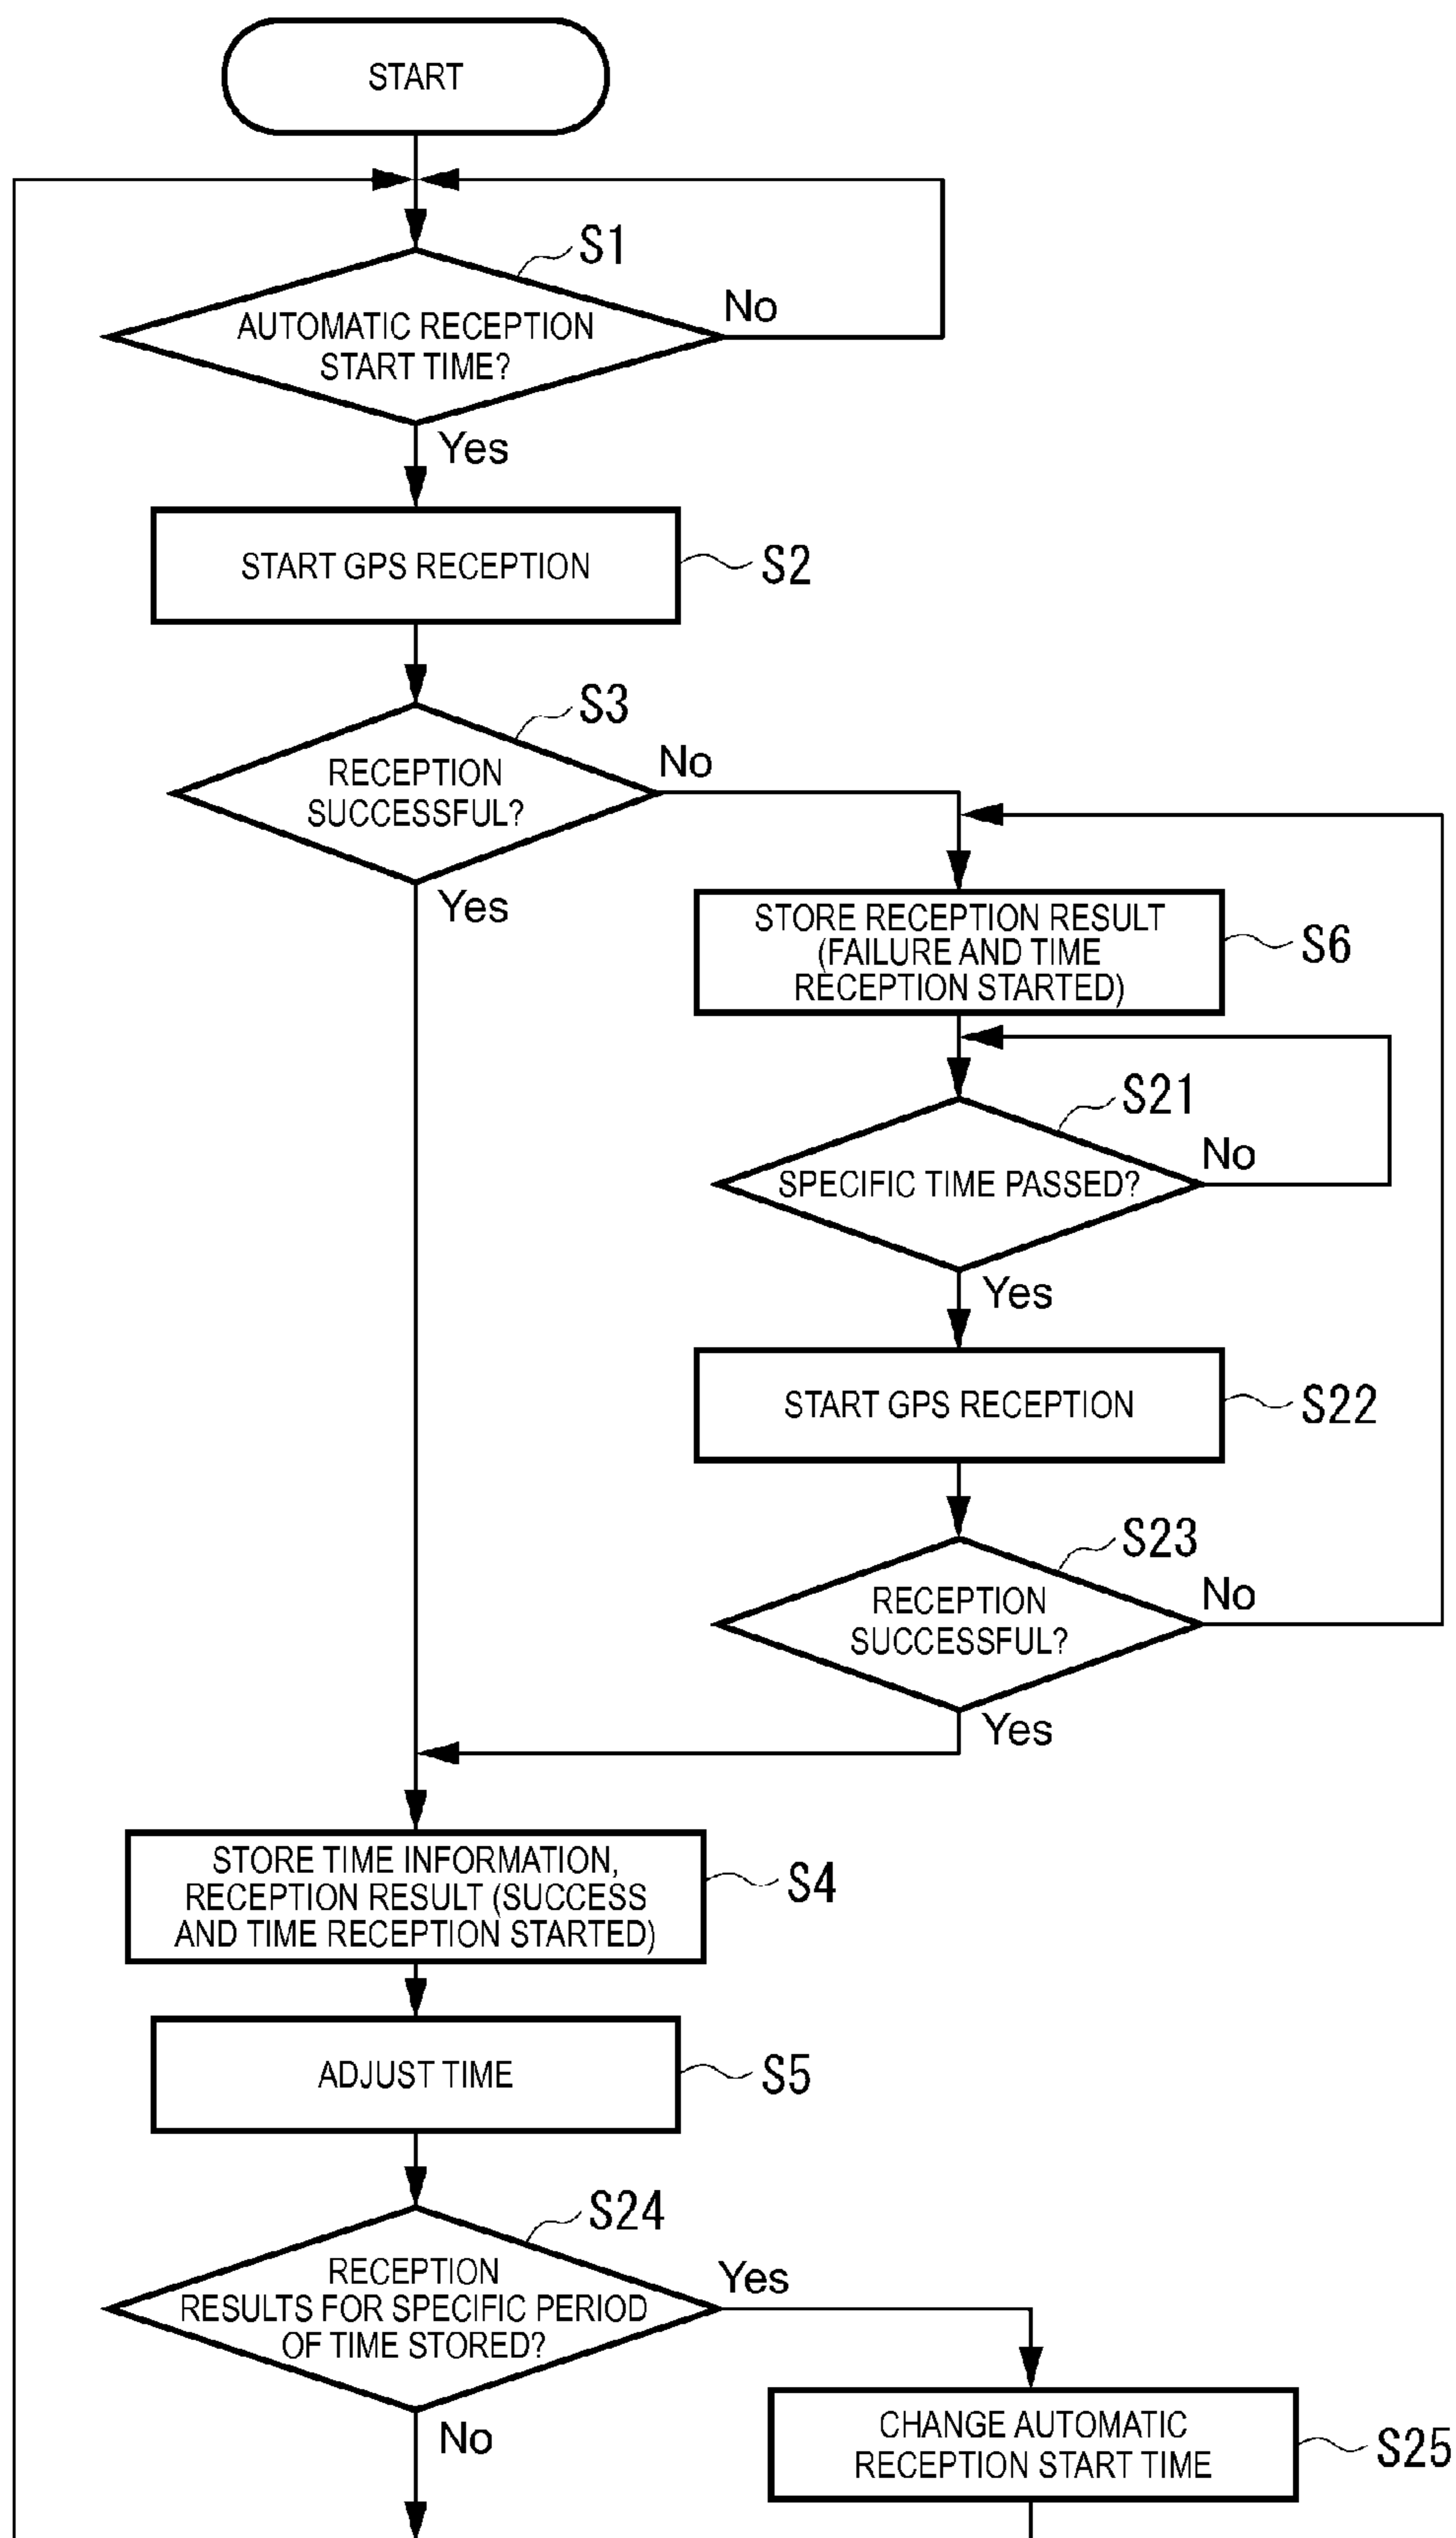 START
S1
AUTOMATIC RECEPTION
START TIME?
No
Yes
START GPS RECEPTION
S2
S3
RECEPTION
SUCCESSFUL?
No
Yes
STORE RECEPTION RESULT
(FAILURE AND TIME
RECEPTION STARTED)
S6
S21
SPECIFIC TIME PASSED?
No
Yes
START GPS RECEPTION
S22
S23
RECEPTION
SUCCESSFUL?
No
Yes
STORE TIME INFORMATION,
RECEPTION RESULT (SUCCESS
AND TIME RECEPTION STARTED)
S4
ADJUST TIME
S5
S24
RECEPTION
RESULTS FOR SPECIFIC PERIOD
OF TIME STORED?
Yes
No
CHANGE AUTOMATIC
RECEPTION START TIME
S25